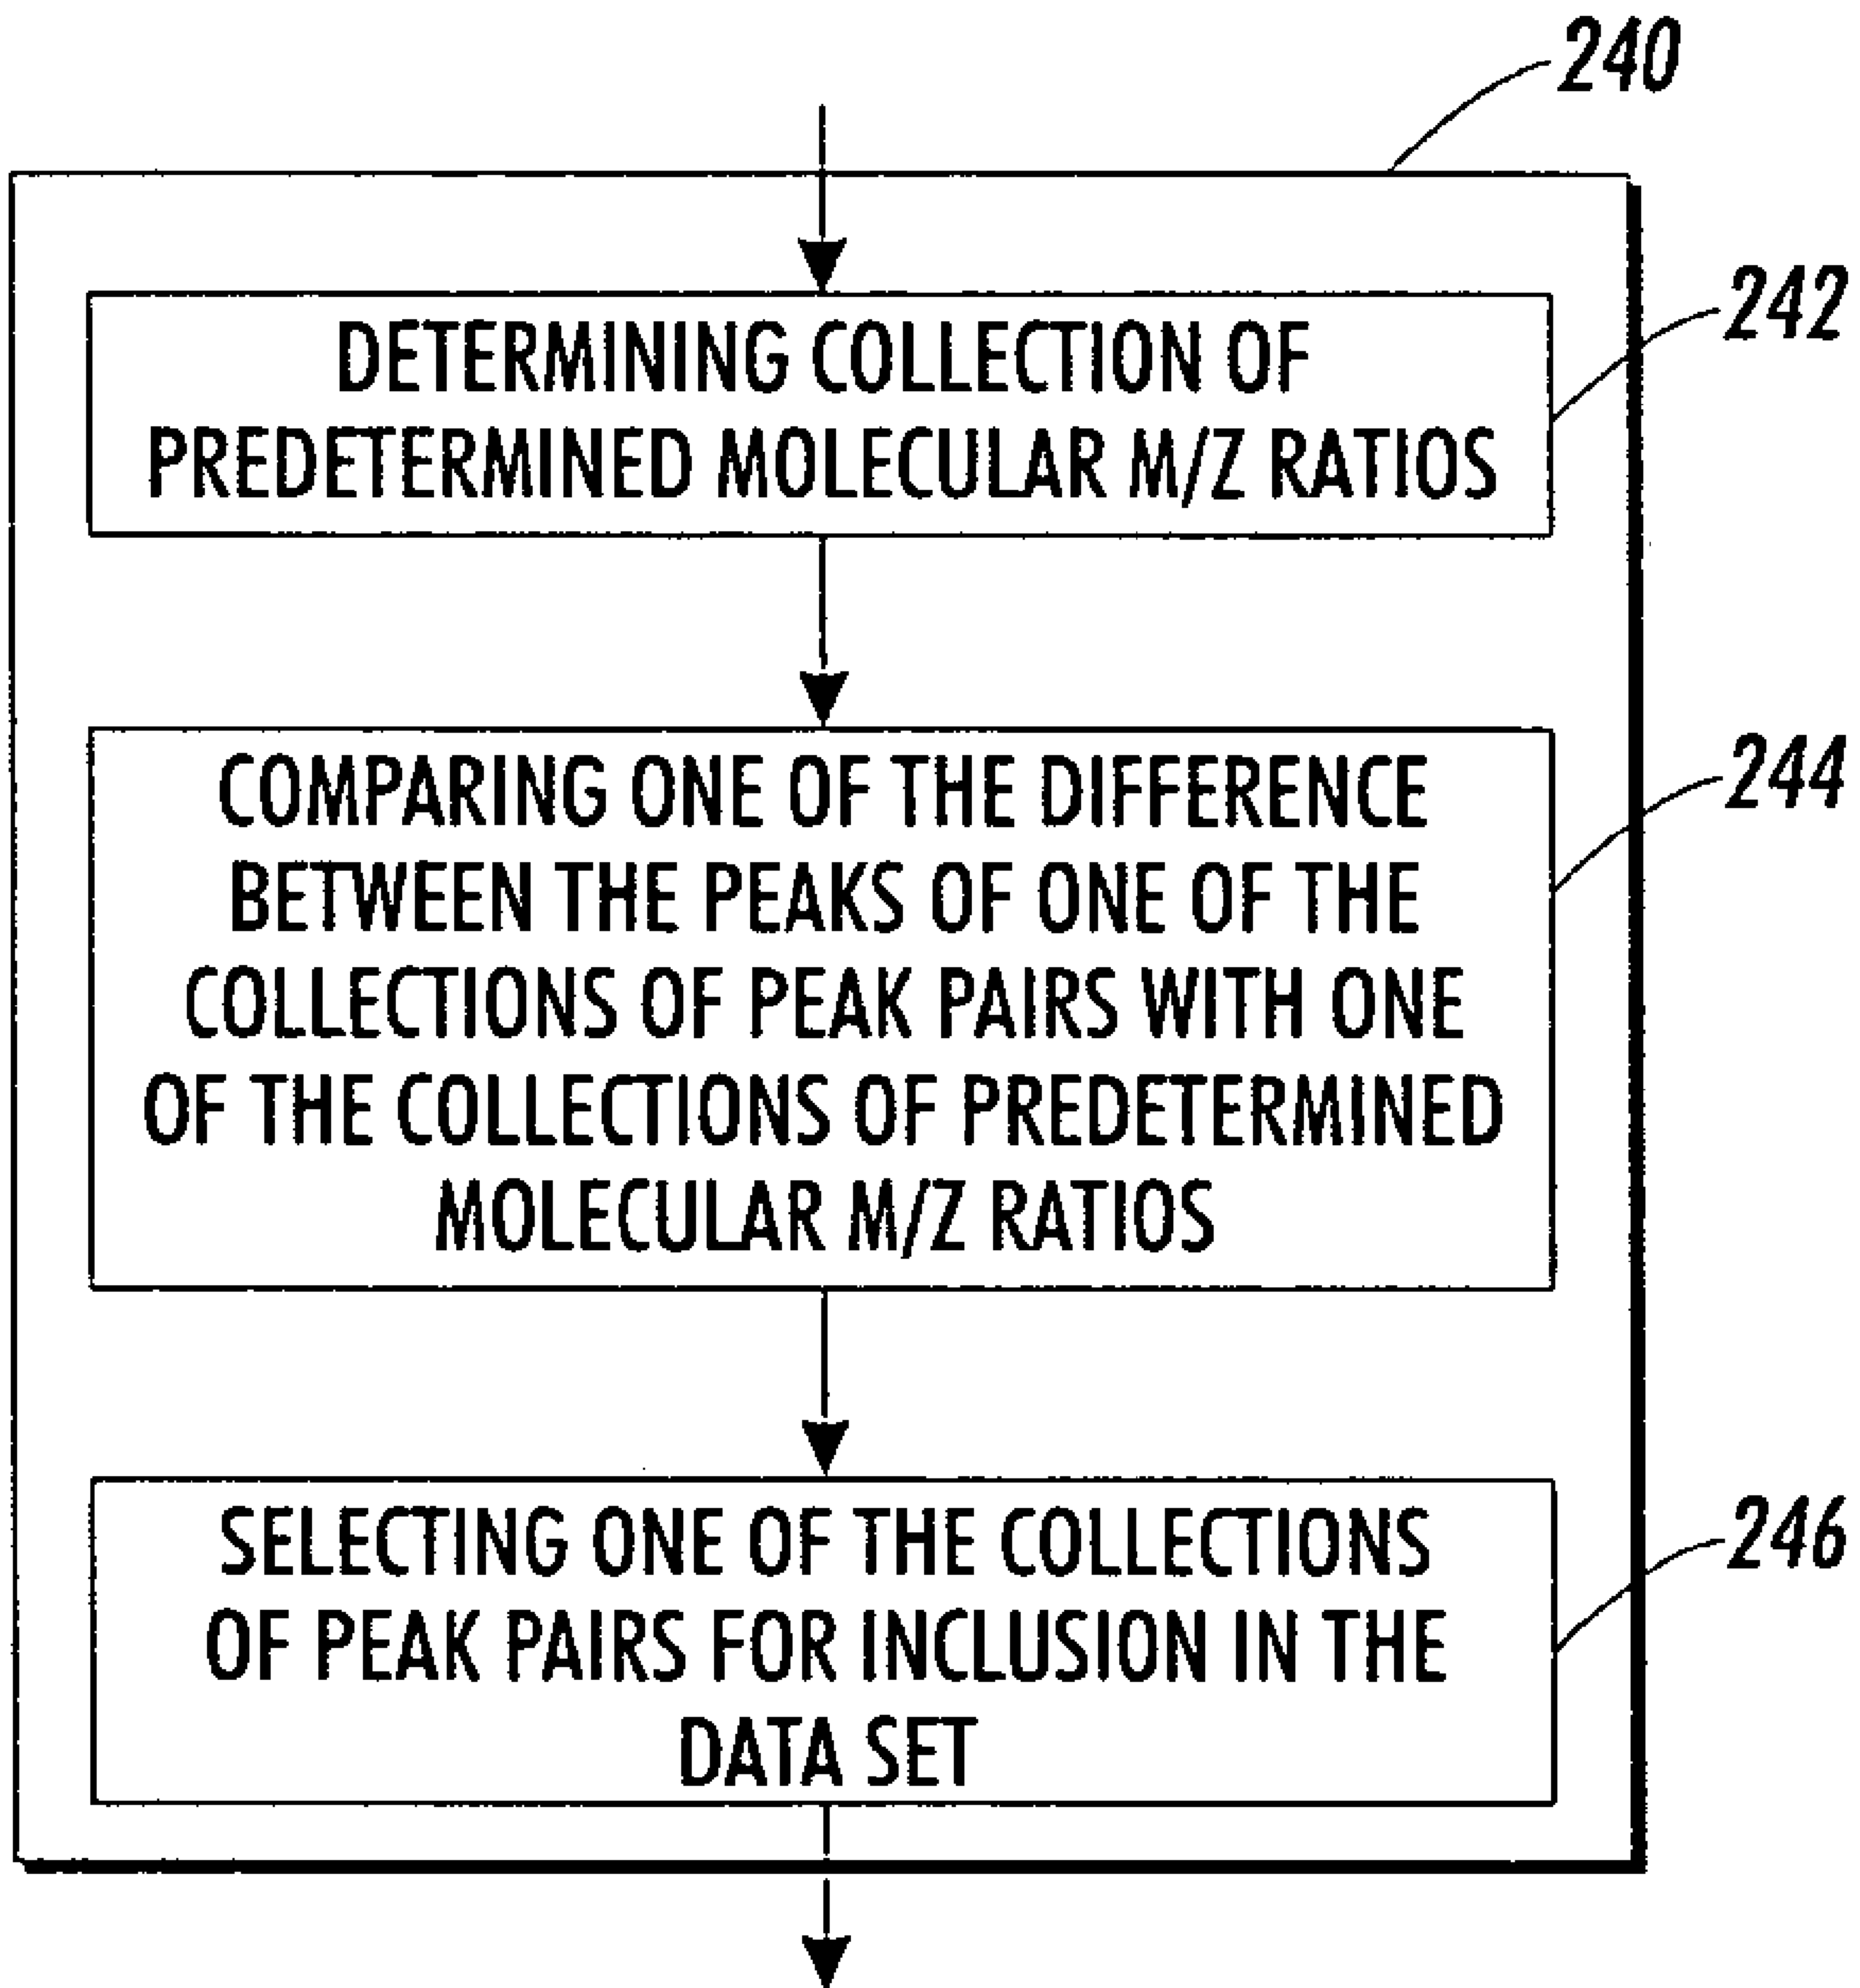 240
242
DETERMINING COLLECTION OF
PREDETERMINED MOLECULAR M/Z RATIOS
244
COMPARING ONE OF THE DIFFERENCE
BETWEEN THE PEAKS OF ONE OF THE
COLLECTIONS OF PEAK PAIRS WITH ONE
OF THE COLLECTIONS OF PREDETERMINED
MOLECULAR M/Z RATIOS
246
SELECTING ONE OF THE COLLECTIONS
OF PEAK PAIRS FOR INCLUSION IN THE
DATA SET